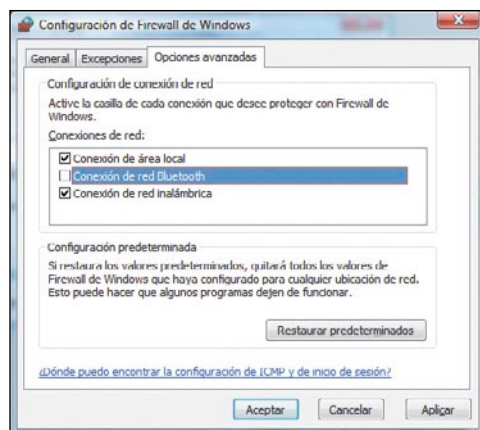 Configuración de Firewall de Windows
General Excepciones Opciones avanzadas
Configuración de conexión de red
Active la casilla de cada conexión que desee proteger con Firewall de
Windows.
Conexiones de red:
Conexión de área local
Conexión de red Bluetooth
Conexión de red inalámbrica
Configuración predeterminada
Si restaura los valores predeterminados, quitará todos los valores de
Firewall de Windows que haya configurado para cualquier ubicación de red.
Esto puede hacer que algunos programas dejen de funcionar.
Restaurar predeterminados
¿Dónde puedo encontrar la configuración de ICMP y de inicio de sesión?
Aceptar Cancelar Aplicar